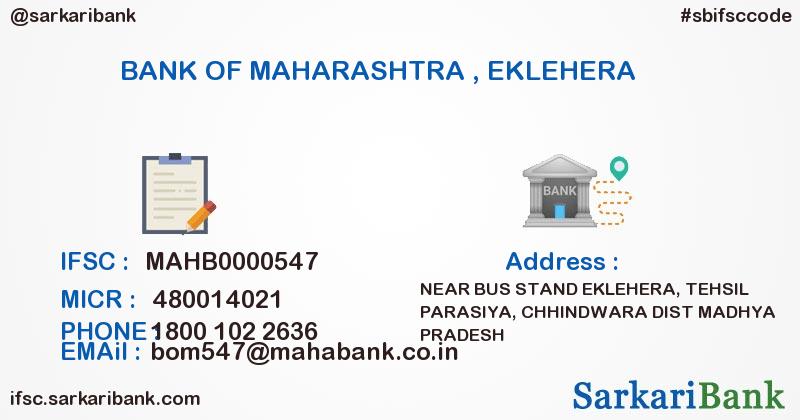 @sarkaribank
#sbifsccode
BANK OF MAHARASHTRA , EKLEHERA
BANK
IFSC : MAHB0000547
MICR : 480014021
PHONE : 1800 102 2636
EMAil : bom547@mahabank.co.in
Address :
NEAR BUS STAND EKLEHERA, TEHSIL
PARASIYA, CHHINDWARA DIST MADHYA
PRADESH
ifsc.sarkaribank.com
SarkariBank